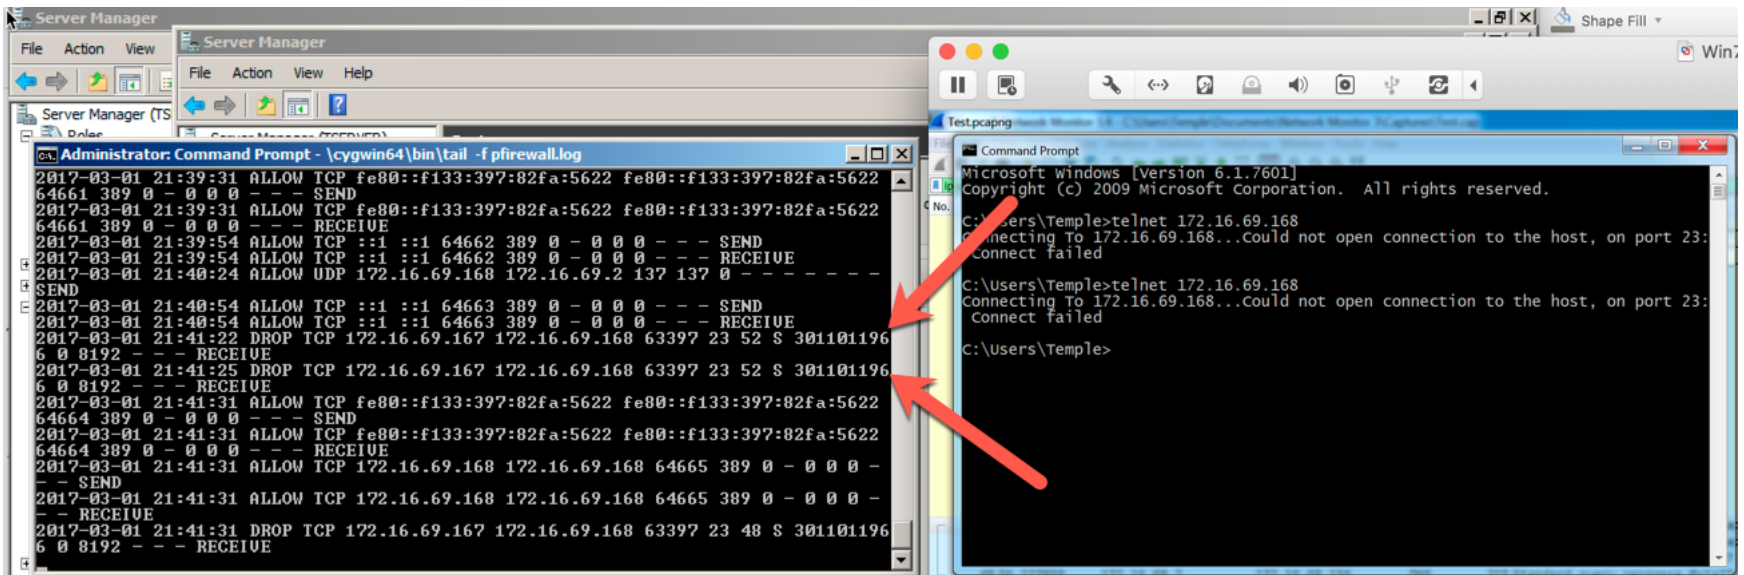 Server Manager
Shape Fill
File Action View
Server Manager
File Action View Help
Win7
Server Manager (TS
Roles
Server Manager (TSERVER)
Test.pcapng
No.
Administrator: Command Prompt - \cygwin64\bin\tail -f pfirewall.log
2017-03-01 21:39:31 ALLOW TCP fe80::f133:397:82fa:5622 fe80::f133:397:82fa:5622
64661 389 0 - 0 0 0 - - - SEND
2017-03-01 21:39:31 ALLOW TCP fe80::f133:397:82fa:5622 fe80::f133:397:82fa:5622
64661 389 0 - 0 0 0 - - - RECEIVE
2017-03-01 21:39:54 ALLOW TCP ::1 ::1 64662 389 0 - 0 0 0 - - - SEND
2017-03-01 21:39:54 ALLOW TCP ::1 ::1 64662 389 0 - 0 0 0 - - - RECEIVE
2017-03-01 21:40:24 ALLOW UDP 172.16.69.168 172.16.69.2 137 137 0 - - - - - - -
SEND
2017-03-01 21:40:54 ALLOW TCP ::1 ::1 64663 389 0 - 0 0 0 - - - SEND
2017-03-01 21:40:54 ALLOW TCP ::1 ::1 64663 389 0 - 0 0 0 - - - RECEIVE
2017-03-01 21:41:22 DROP TCP 172.16.69.167 172.16.69.168 63397 23 52 S 301101196
6 0 8192 - - - RECEIVE
2017-03-01 21:41:25 DROP TCP 172.16.69.167 172.16.69.168 63397 23 52 S 301101196
6 0 8192 - - - RECEIVE
2017-03-01 21:41:31 ALLOW TCP fe80::f133:397:82fa:5622 fe80::f133:397:82fa:5622
64664 389 0 - 0 0 0 - - - SEND
2017-03-01 21:41:31 ALLOW TCP fe80::f133:397:82fa:5622 fe80::f133:397:82fa:5622
64664 389 0 - 0 0 0 - - - RECEIVE
2017-03-01 21:41:31 ALLOW TCP 172.16.69.168 172.16.69.168 64665 389 0 - 0 0 0 -
- - SEND
2017-03-01 21:41:31 ALLOW TCP 172.16.69.168 172.16.69.168 64665 389 0 - 0 0 0 -
- - RECEIVE
2017-03-01 21:41:31 DROP TCP 172.16.69.167 172.16.69.168 63397 23 48 S 301101196
6 0 8192 - - - RECEIVE
Command Prompt
Microsoft Windows [Version 6.1.7601]
Copyright (c) 2009 Microsoft Corporation. All rights reserved.
C:\Users\Temple>telnet 172.16.69.168
Connecting To 172.16.69.168...Could not open connection to the host, on port 23:
Connect failed
C:\Users\Temple>telnet 172.16.69.168
Connecting To 172.16.69.168...Could not open connection to the host, on port 23:
Connect failed
C:\Users\Temple>